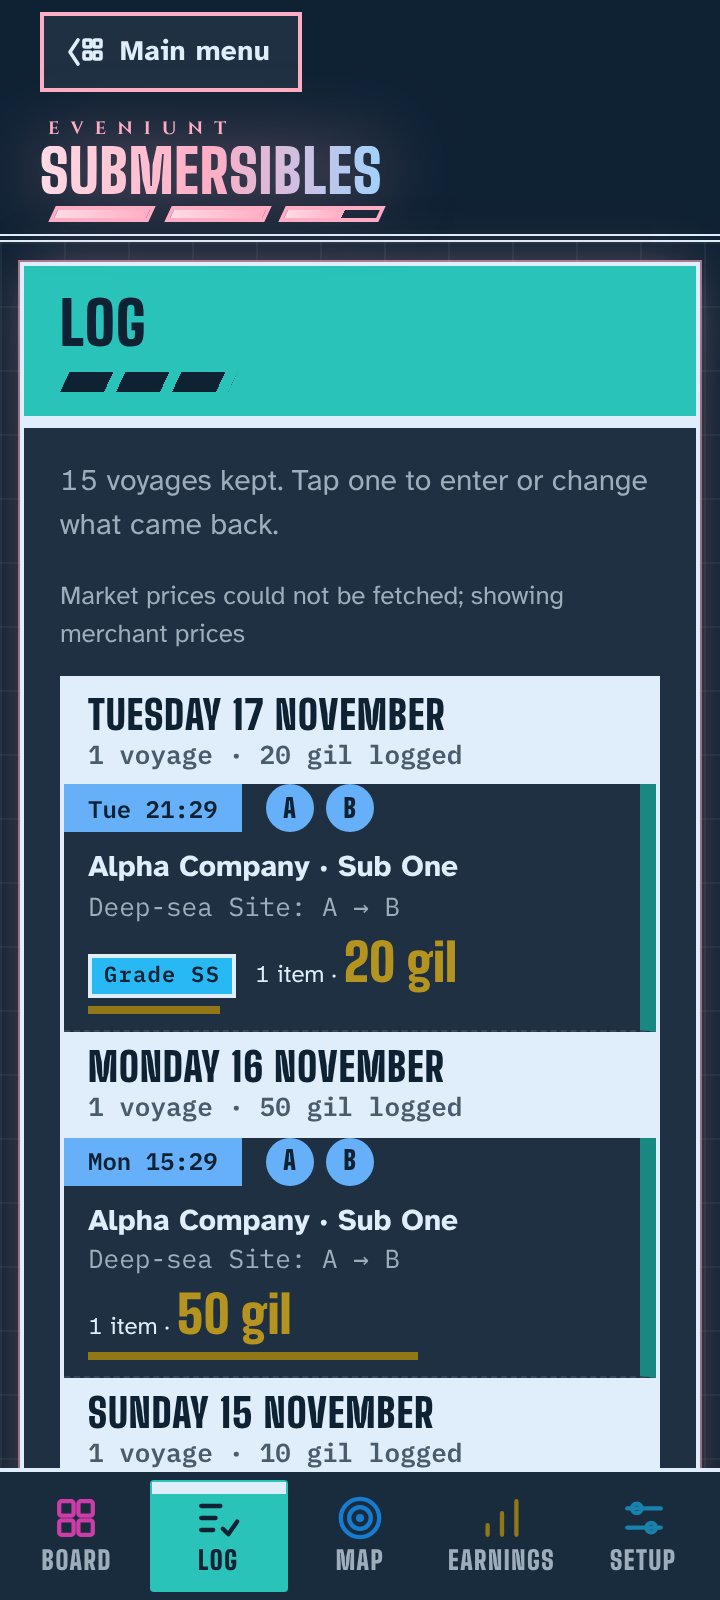 Main menu
EVENIUNT
SUBMERSIBLES
LOG
15 voyages kept. Tap one to enter or change
what came back.
Market prices could not be fetched; showing
merchant prices
TUESDAY 17 NOVEMBER
1 voyage · 20 gil logged
Tue 21:29 A B
Alpha Company · Sub One
Deep-sea Site: A → B
Grade SS 1 item · 20 gil
MONDAY 16 NOVEMBER
1 voyage · 50 gil logged
Mon 15:29 A B
Alpha Company · Sub One
Deep-sea Site: A → B
1 item · 50 gil
SUNDAY 15 NOVEMBER
1 voyage · 10 gil logged
BOARD LOG MAP EARNINGS SETUP